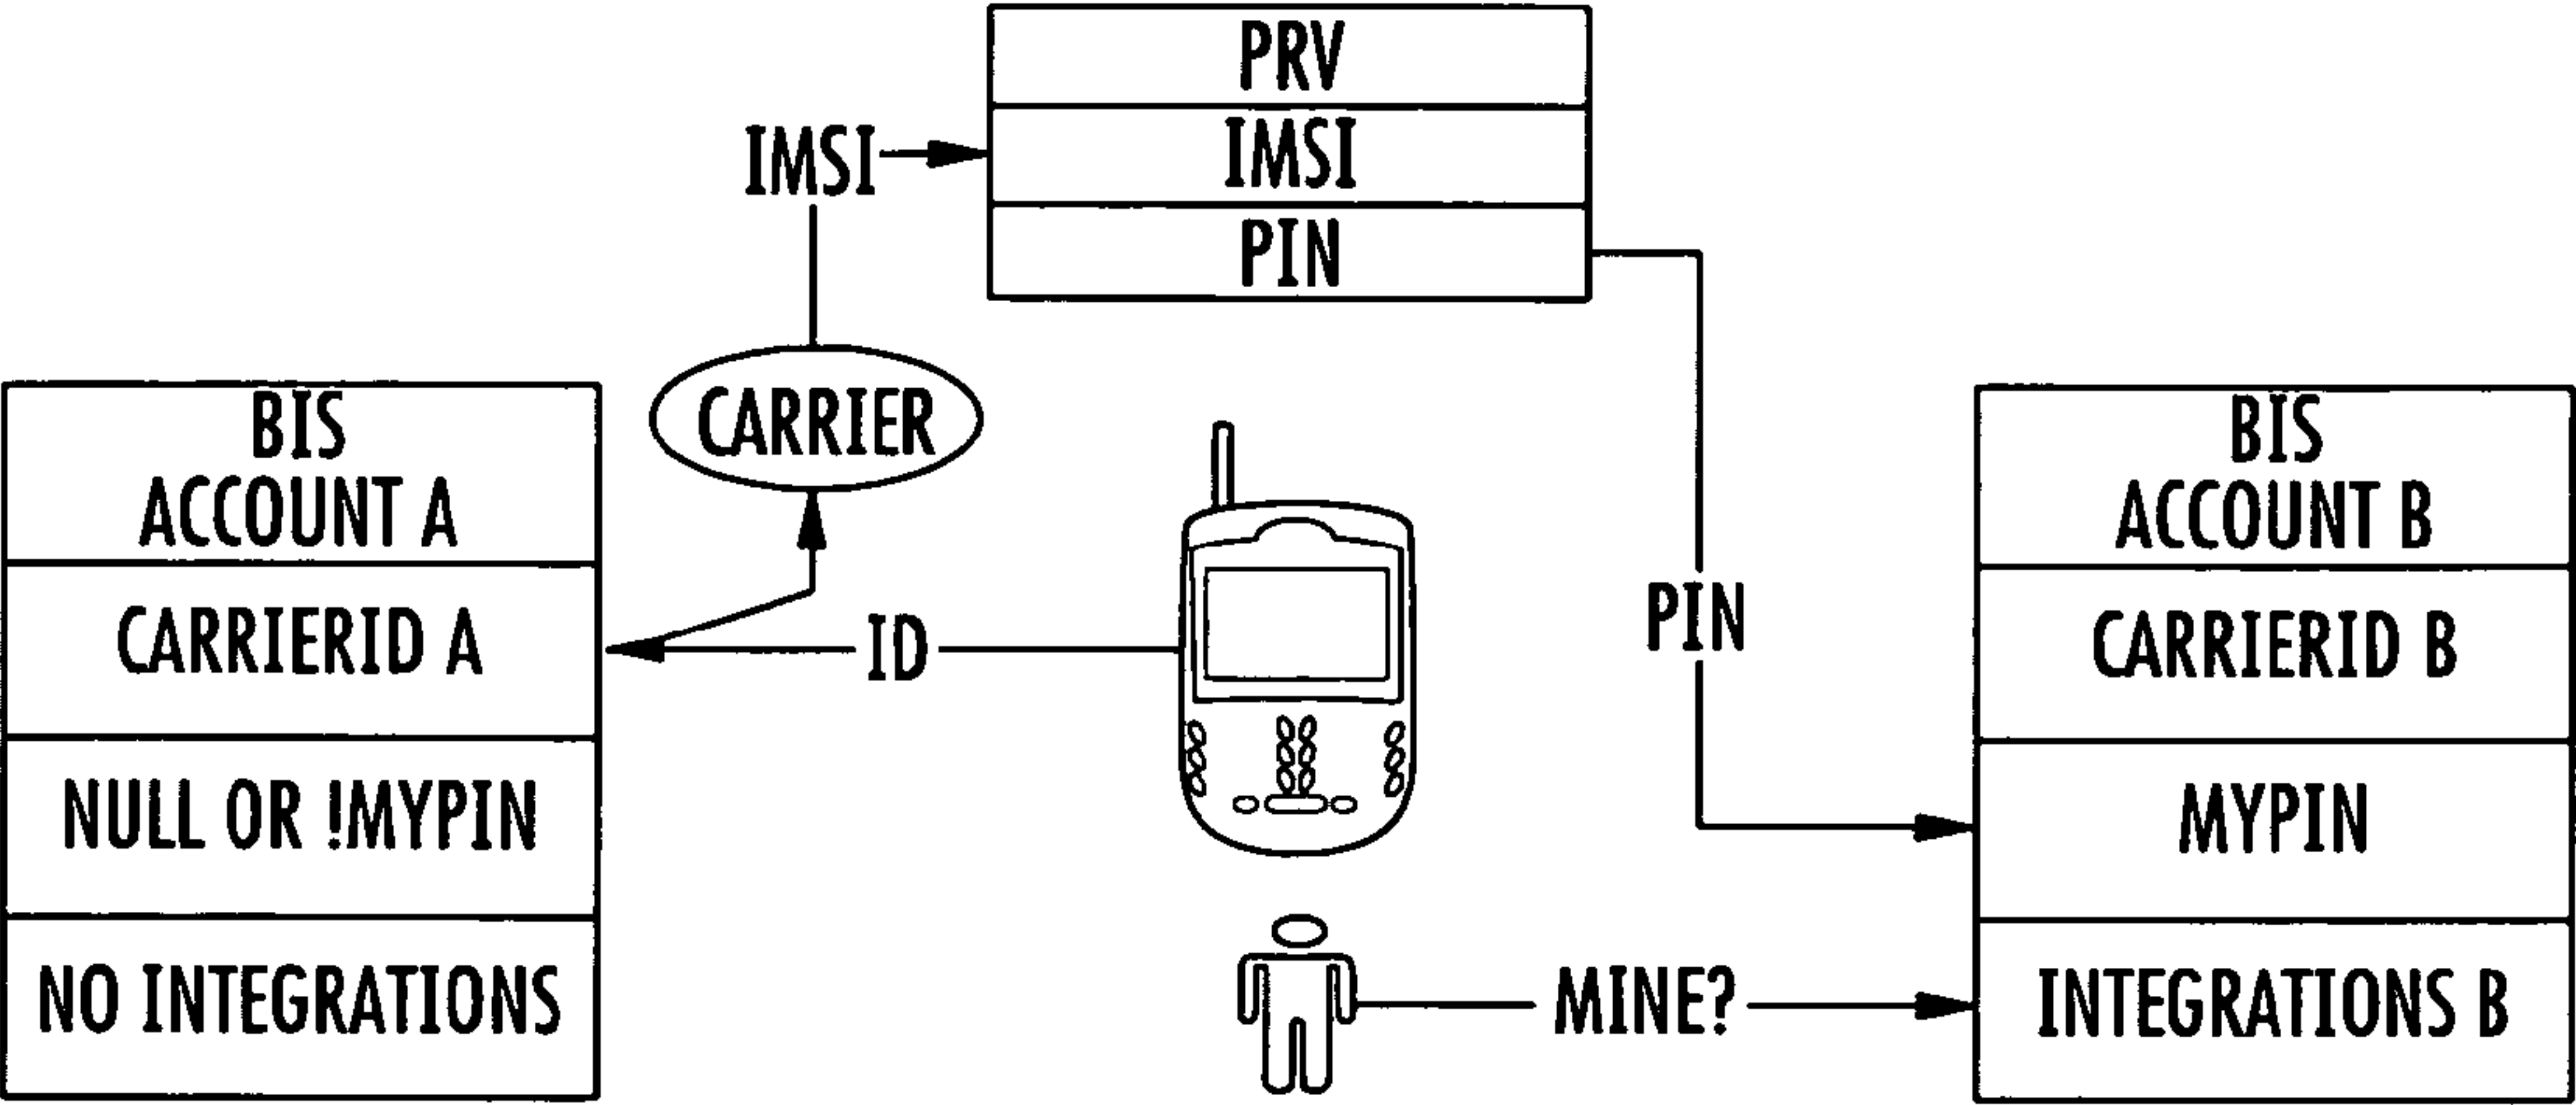 PRV
IMSI
IMSI
PIN
CARRIER
BIS
ACCOUNT A
CARRIERID A
NULL OR !MYPIN
NO INTEGRATIONS
ID
PIN
BIS
ACCOUNT B
CARRIERID B
MYPIN
INTEGRATIONS B
MINE?